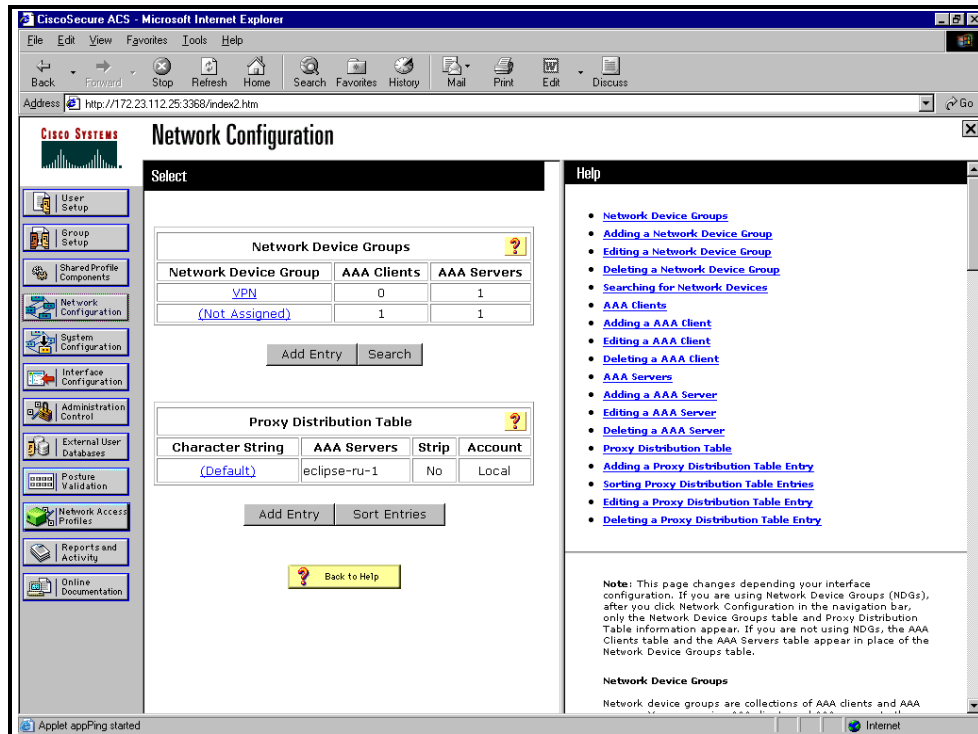 CiscoSecure ACS - Microsoft Internet Explorer
File Edit View Favorites Tools Help
Back Forward Stop Refresh Home Search Favorites History Mail Print Edit Discuss
Address http://172.23.112.25:3368/index2.htm Go
CISCO SYSTEMS
Network Configuration
User Setup
Group Setup
Shared Profile Components
Network Configuration
System Configuration
Interface Configuration
Administration Control
External User Databases
Posture Validation
Network Access Profiles
Reports and Activity
Online Documentation
Select
Network Device Groups ?
Network Device Group AAA Clients AAA Servers
VPN 0 1
(Not Assigned) 1 1
Add Entry Search
Proxy Distribution Table ?
Character String AAA Servers Strip Account
(Default) eclipse-ru-1 No Local
Add Entry Sort Entries
? Back to Help
Help
Network Device Groups
Adding a Network Device Group
Editing a Network Device Group
Deleting a Network Device Group
Searching for Network Devices
AAA Clients
Adding a AAA Client
Editing a AAA Client
Deleting a AAA Client
AAA Servers
Adding a AAA Server
Editing a AAA Server
Deleting a AAA Server
Proxy Distribution Table
Adding a Proxy Distribution Table Entry
Sorting Proxy Distribution Table Entries
Editing a Proxy Distribution Table Entry
Deleting a Proxy Distribution Table Entry
Note: This page changes depending your interface
configuration. If you are using Network Device Groups (NDGs),
after you click Network Configuration in the navigation bar,
only the Network Device Groups table and Proxy Distribution
Table information appear. If you are not using NDGs, the AAA
Clients table and the AAA Servers table appear in place of the
Network Device Groups table.
Network Device Groups
Network device groups are collections of AAA clients and AAA
Applet appPing started
Internet